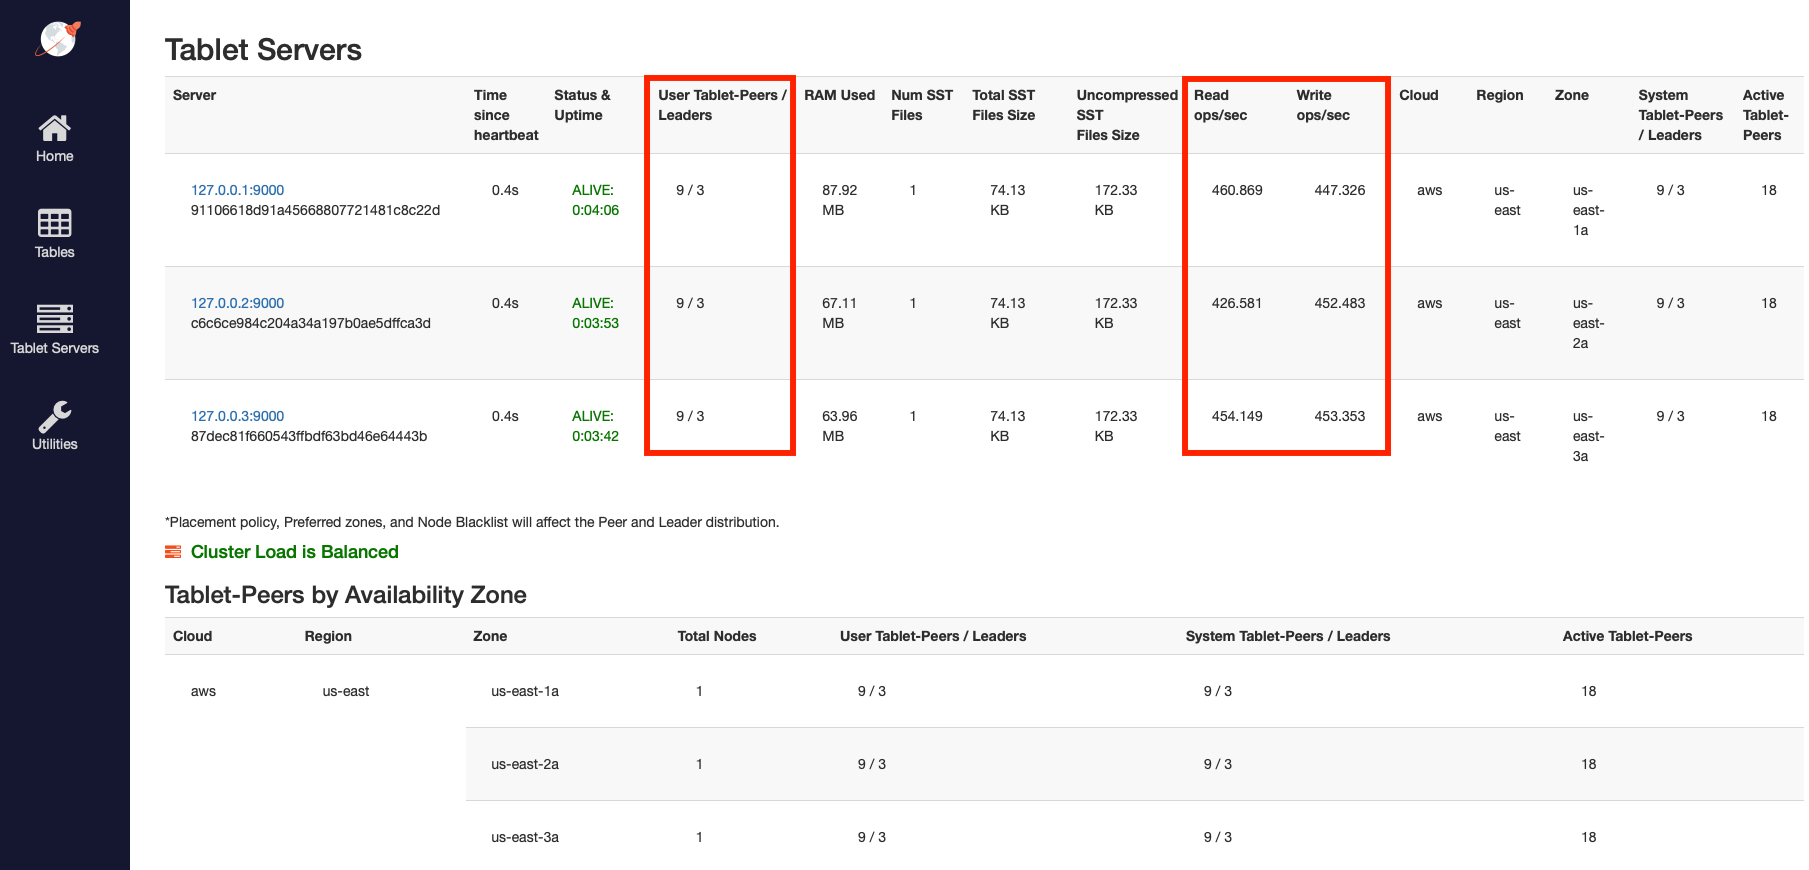 Home
Tables
Tablet Servers
Utilities
Tablet Servers
Server Time since heartbeat Status & Uptime User Tablet-Peers / Leaders RAM Used Num SST Files Total SST Files Size Uncompressed SST Files Size Read ops/sec Write ops/sec Cloud Region Zone System Tablet-Peers / Leaders Active Tablet-Peers
127.0.0.1:9000 0.4s ALIVE: 9 / 3 87.92 1 74.13 172.33 460.869 447.326 aws us- us- 9 / 3 18
91106618d91a45668807721481c8c22d 0:04:06 MB KB KB east east-
1a
127.0.0.2:9000 0.4s ALIVE: 9 / 3 67.11 1 74.13 172.33 426.581 452.483 aws us- us- 9 / 3 18
c6c6ce984c204a34a197b0ae5dffca3d 0:03:53 MB KB KB east east-
2a
127.0.0.3:9000 0.4s ALIVE: 9 / 3 63.96 1 74.13 172.33 454.149 453.353 aws us- us- 9 / 3 18
87dec81f660543ffbdf63bd46e64443b 0:03:42 MB KB KB east east-
3a
*Placement policy, Preferred zones, and Node Blacklist will affect the Peer and Leader distribution.
Cluster Load is Balanced
Tablet-Peers by Availability Zone
Cloud Region Zone Total Nodes User Tablet-Peers / Leaders System Tablet-Peers / Leaders Active Tablet-Peers
aws us-east us-east-1a 1 9 / 3 9 / 3 18
us-east-2a 1 9 / 3 9 / 3 18
us-east-3a 1 9 / 3 9 / 3 18